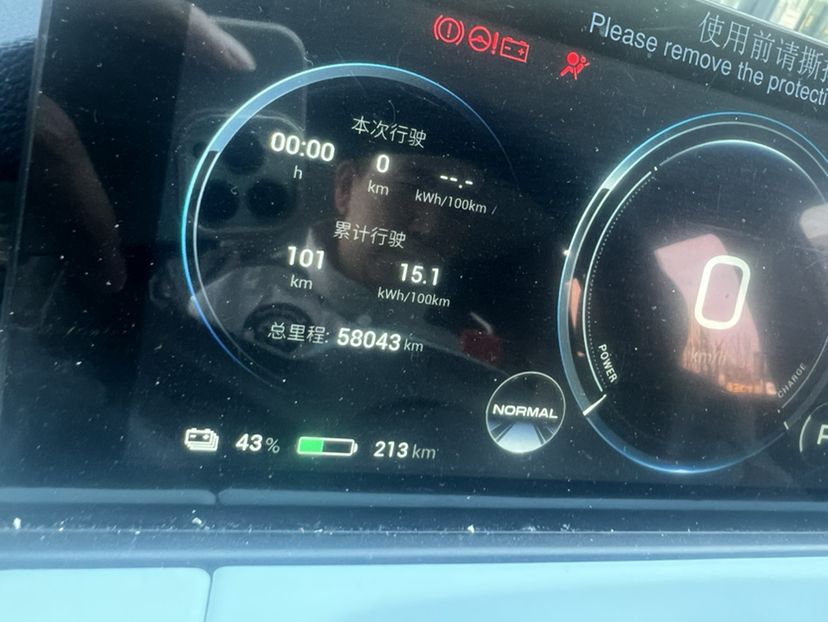 使用前请撕
Please remove the protecti
本次行驶
00:00 0 --.-
h km kWh/100km /
累计行驶
101 15.1
km kWh/100km
总里程: 58043 km
43 % 213 km
NORMAL
0
km/h
POWER
CHARGE